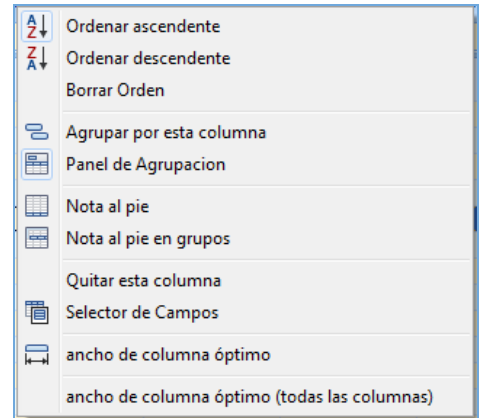 Ordenar ascendente
Ordenar descendente
Borrar Orden
Agrupar por esta columna
Panel de Agrupacion
Nota al pie
Nota al pie en grupos
Quitar esta columna
Selector de Campos
ancho de columna óptimo
ancho de columna óptimo (todas las columnas)